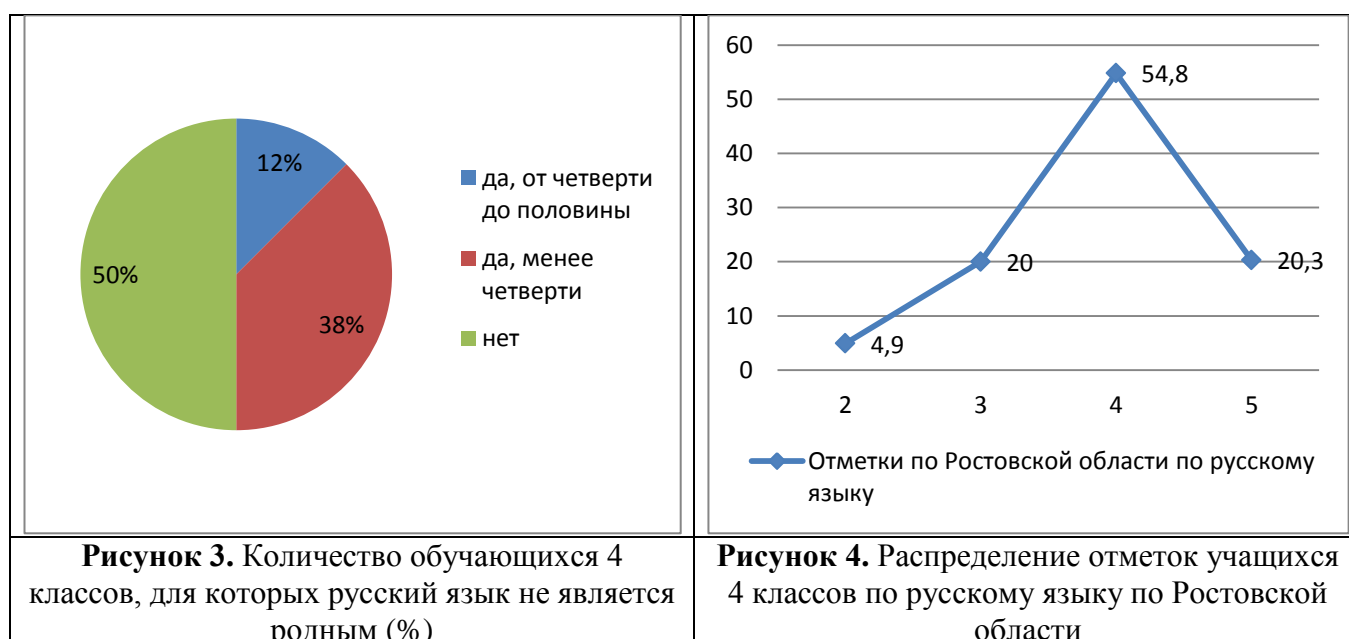 12%
38%
50%
да, от четверти
до половины
да, менее
четверти
нет
60
50
40
30
20
10
0
54,8
20
20,3
4,9
2 3 4 5
Отметки по Ростовской области по русскому
языку
Рисунок 3. Количество обучающихся 4
классов, для которых русский язык не является
родным (%)
Рисунок 4. Распределение отметок учащихся
4 классов по русскому языку по Ростовской
области